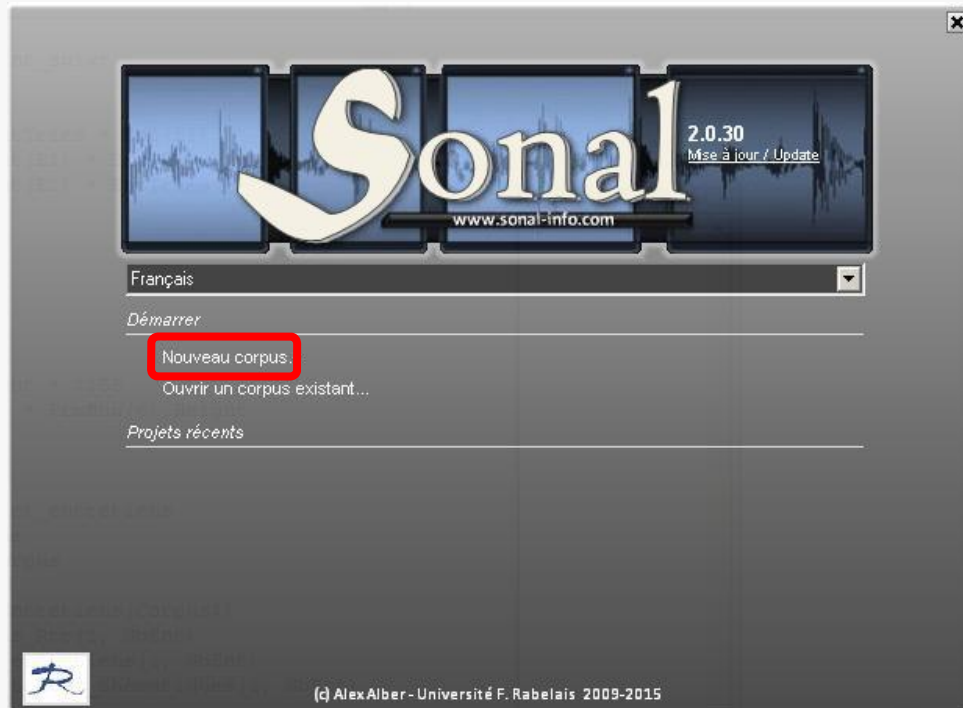 Sonal
2.0.30
Mise à jour / Update
www.sonal-info.com
Français
Démarrer
Nouveau corpus.
Ouvrir un corpus existant...
Projets récents
(c) Alex Alber - Université F. Rabelais 2009-2015